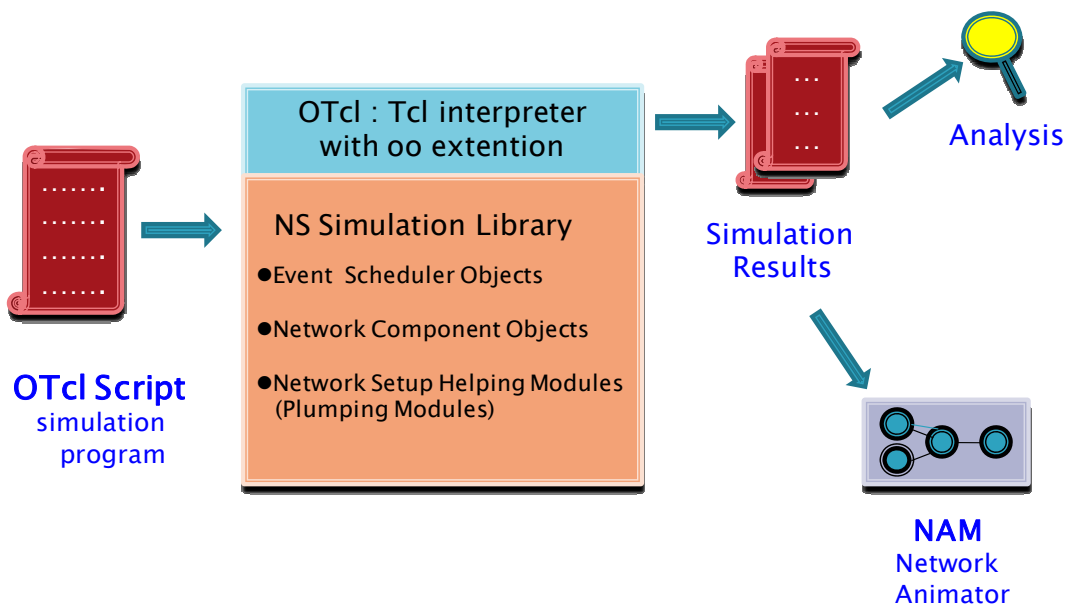 OTcl Script
simulation
program
OTcl : Tcl interpreter
with oo extention
NS Simulation Library
●Event Scheduler Objects
●Network Component Objects
●Network Setup Helping Modules
(Plumping Modules)
Simulation
Results
Analysis
NAM
Network
Animator